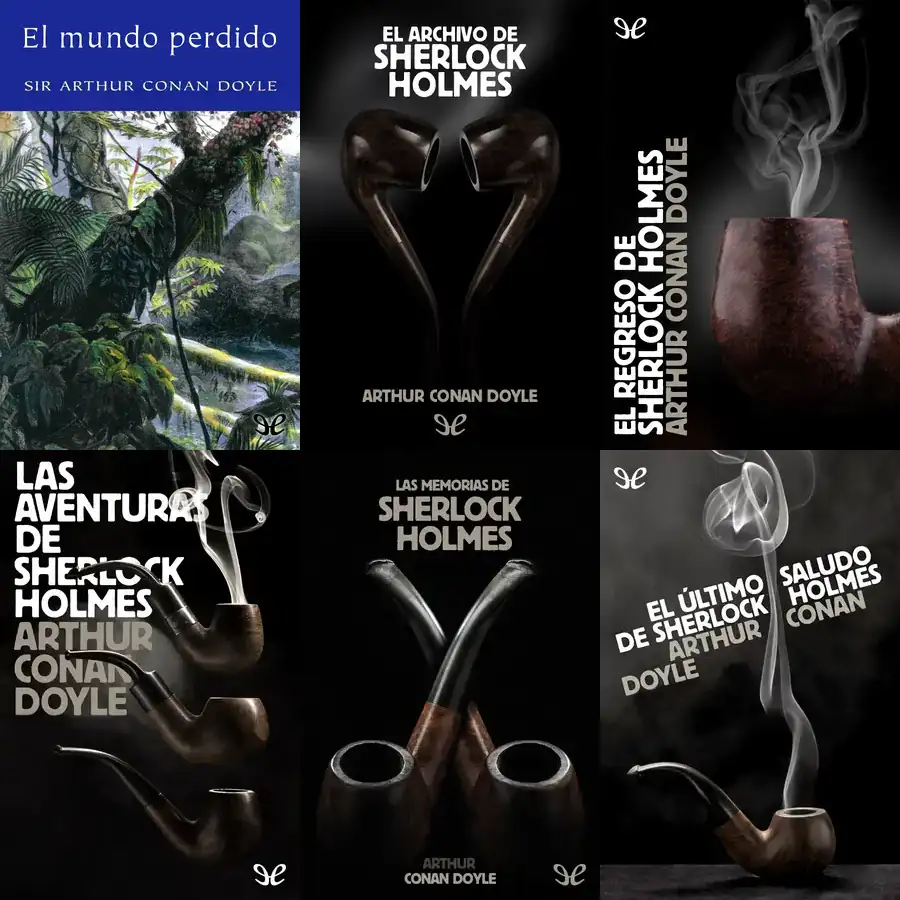 El mundo perdido
SIR ARTHUR CONAN DOYLE
EL ARCHIVO DE
SHERLOCK
HOLMES
ARTHUR CONAN DOYLE
EL REGRESO DE
SHERLOCK HOLMES
ARTHUR CONAN DOYLE
LAS
AVENTURAS
DE
SHERLOCK
HOLMES
ARTHUR
CONAN
DOYLE
LAS MEMORIAS DE
SHERLOCK
HOLMES
ARTHUR
CONAN DOYLE
EL ÚLTIMO SALUDO
DE SHERLOCK HOLMES
ARTHUR CONAN
DOYLE